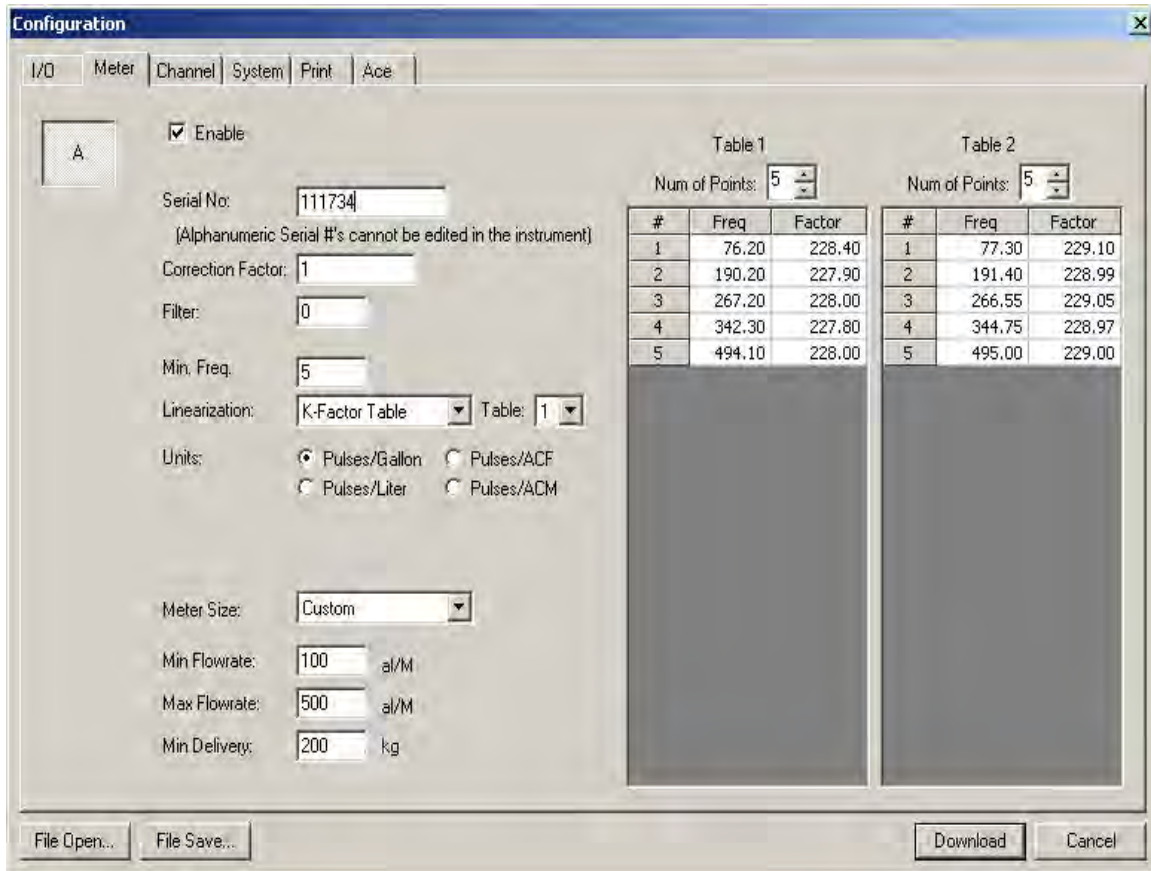 Configuration
I/O Meter Channel System Print Ace
A
Enable
Serial No: 111734
(Alphanumeric Serial #'s cannot be edited in the instrument)
Correction Factor: 1
Filter: 0
Min. Freq. 5
Linearization: K-Factor Table Table: 1
Units: Pulses/Gallon Pulses/ACF
Pulses/Liter Pulses/ACM
Meter Size: Custom
Min Flowrate: 100 al/M
Max Flowrate: 500 al/M
Min Delivery: 200 kg
Table 1
Num of Points: 5
# Freq Factor
1 76.20 228.40
2 190.20 227.90
3 267.20 228.00
4 342.30 227.80
5 494.10 228.00
Table 2
Num of Points: 5
# Freq Factor
1 77.30 229.10
2 191.40 228.99
3 266.55 229.05
4 344.75 228.97
5 495.00 229.00
File Open... File Save... Download Cancel